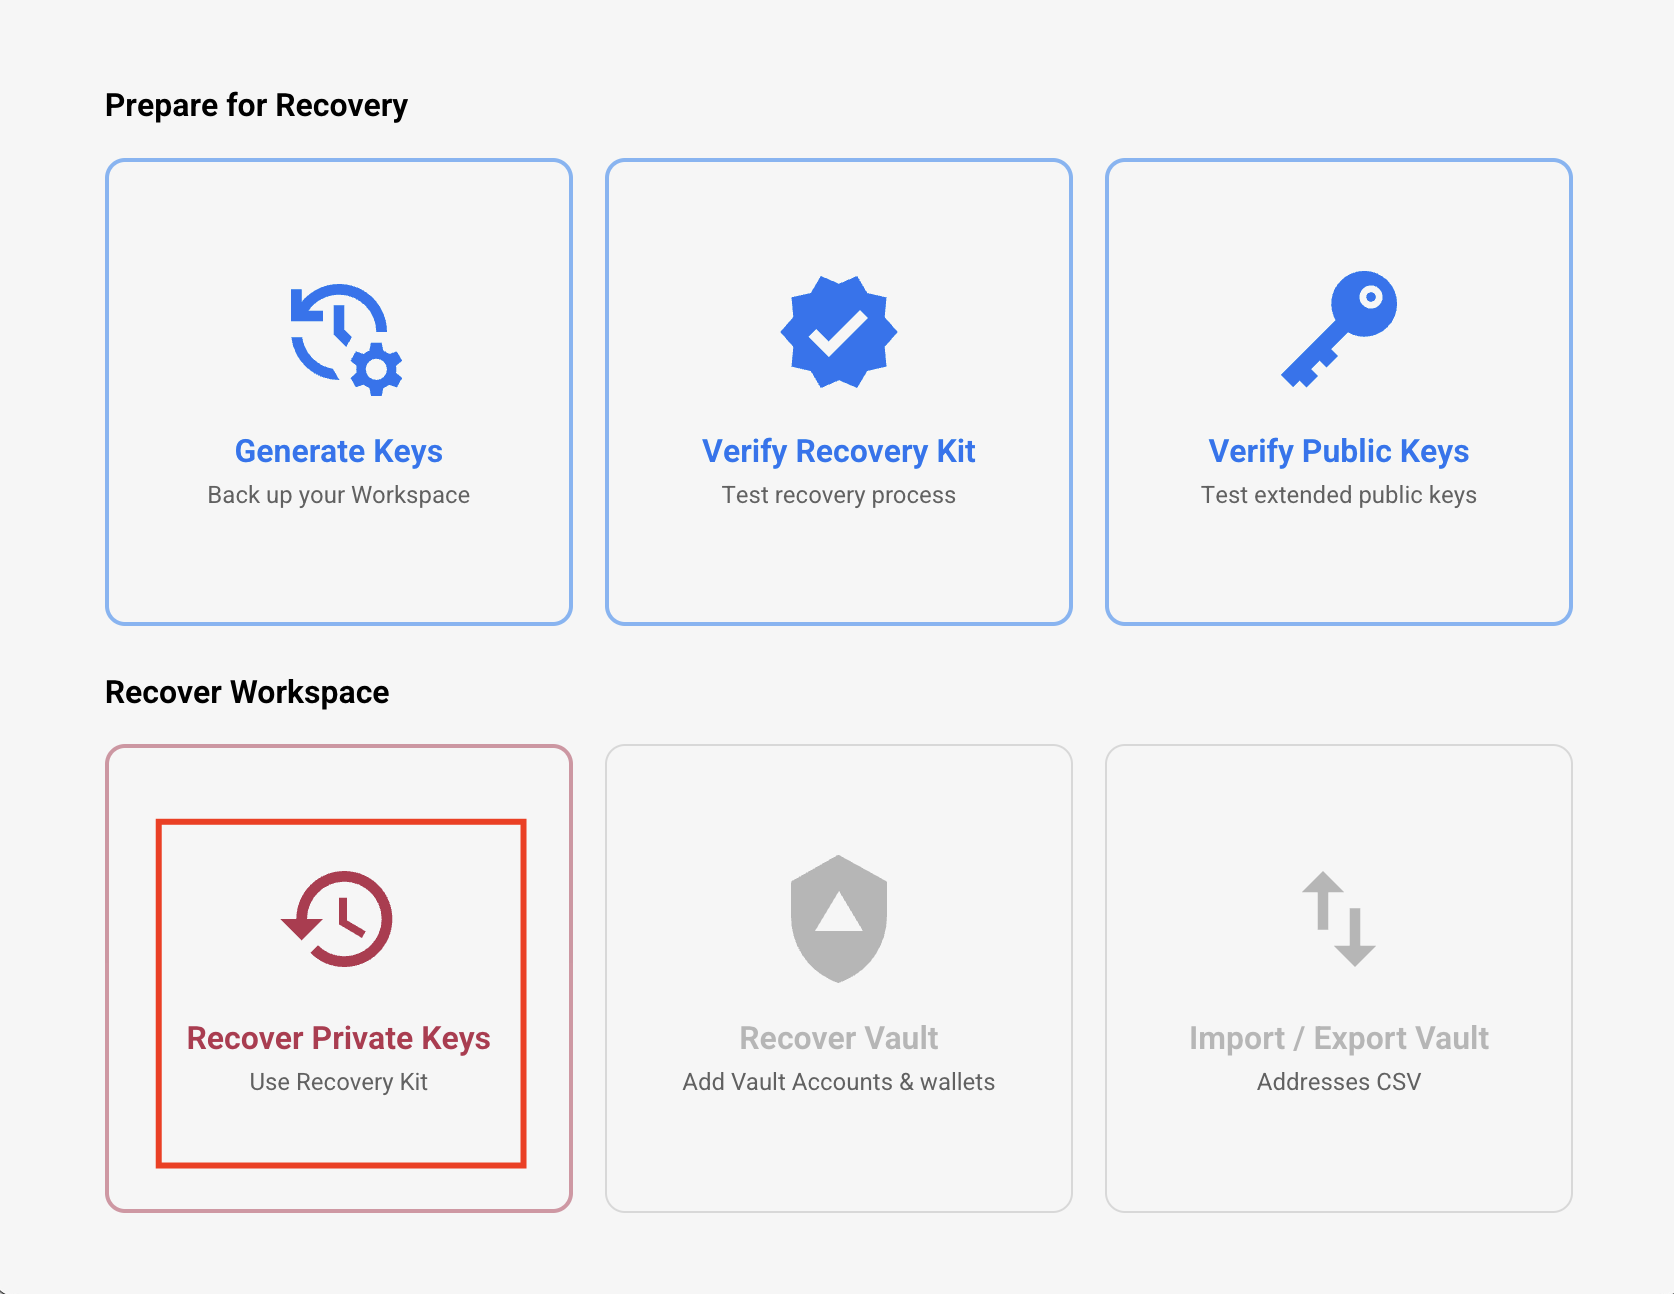 Prepare for Recovery
Generate Keys
Back up your Workspace
Verify Recovery Kit
Test recovery process
Verify Public Keys
Test extended public keys
Recover Workspace
Recover Private Keys
Use Recovery Kit
Recover Vault
Add Vault Accounts & wallets
Import / Export Vault
Addresses CSV